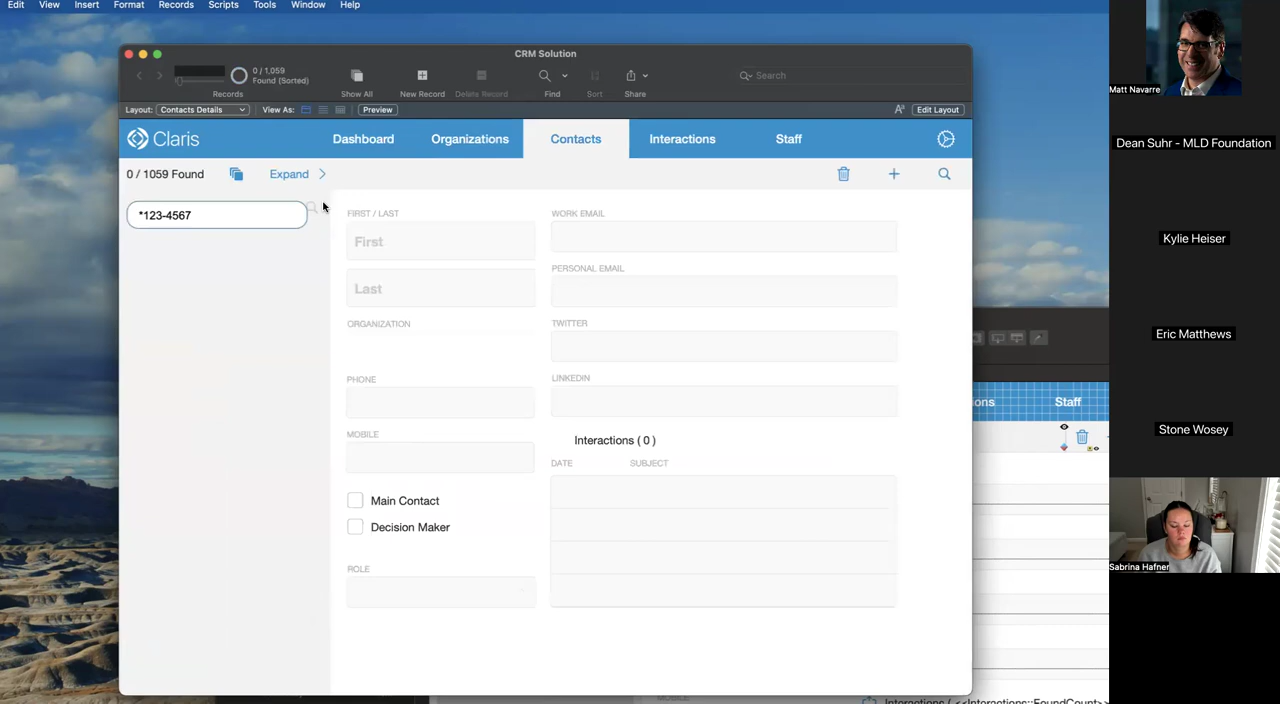 Edit View Insert Format Records Scripts Tools Window Help
CRM Solution
0 / 1,059
Found (Sorted)
Records
Show All
New Record
Delete Record
Find
Sort
Share
Search
Layout: Contacts Details View As: Preview
Edit Layout
Claris
Dashboard Organizations Contacts Interactions Staff
0 / 1059 Found
Expand
*123-4567
FIRST / LAST
First
Last
ORGANIZATION
PHONE
MOBILE
Main Contact
Decision Maker
ROLE
WORK EMAIL
PERSONAL EMAIL
TWITTER
LINKEDIN
Interactions ( 0 )
DATE SUBJECT
ions Staff
Interactions ( <<Interactions::FoundCount>>
Matt Navarre
Dean Suhr - MLD Foundation
Kylie Heiser
Eric Matthews
Stone Wosey
Sabrina Hafner